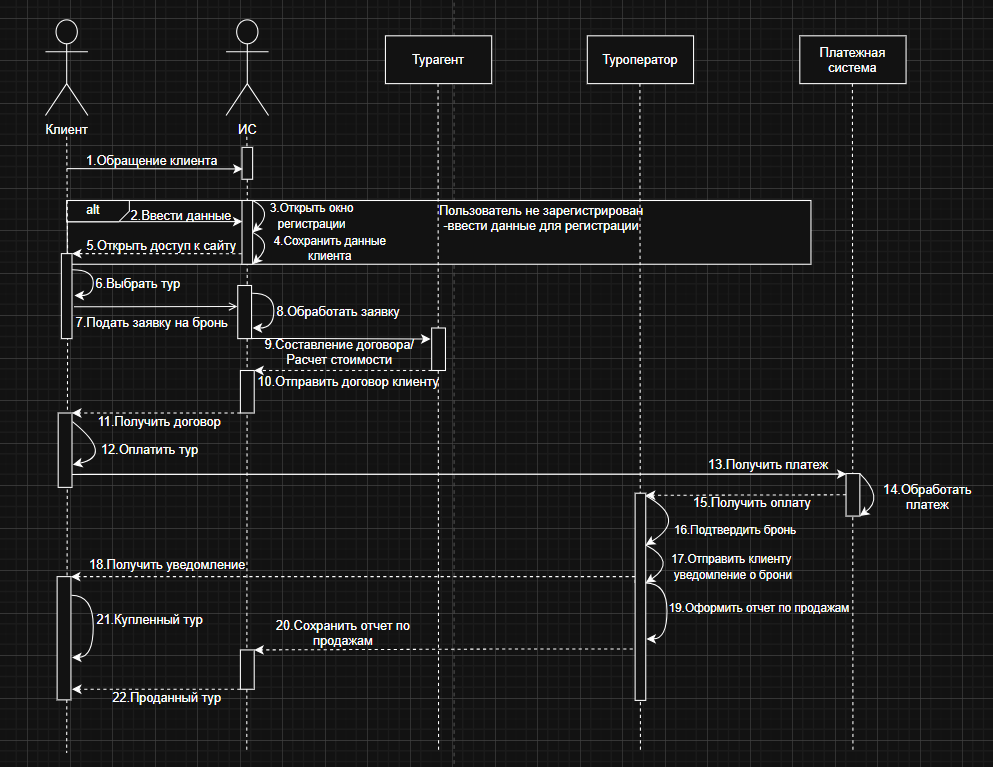 Клиент
ИС
Турагент
Туроператор
Платежная
система
1.Обращение клиента
alt
2.Ввести данные
3.Открыть окно
регистрации
Пользователь не зарегистрирован
-ввести данные для регистрации
4.Сохранить данные
клиента
5.Открыть доступ к сайту
6.Выбрать тур
7.Подать заявку на бронь
8.Обработать заявку
9.Составление договора/
Расчет стоимости
10.Отправить договор клиенту
11.Получить договор
12.Оплатить тур
13.Получить платеж
14.Обработать
платеж
15.Получить оплату
16.Подтвердить бронь
17.Отправить клиенту
уведомление о брони
18.Получить уведомление
19.Оформить отчет по продажам
20.Сохранить отчет по
продажам
21.Купленный тур
22.Проданный тур